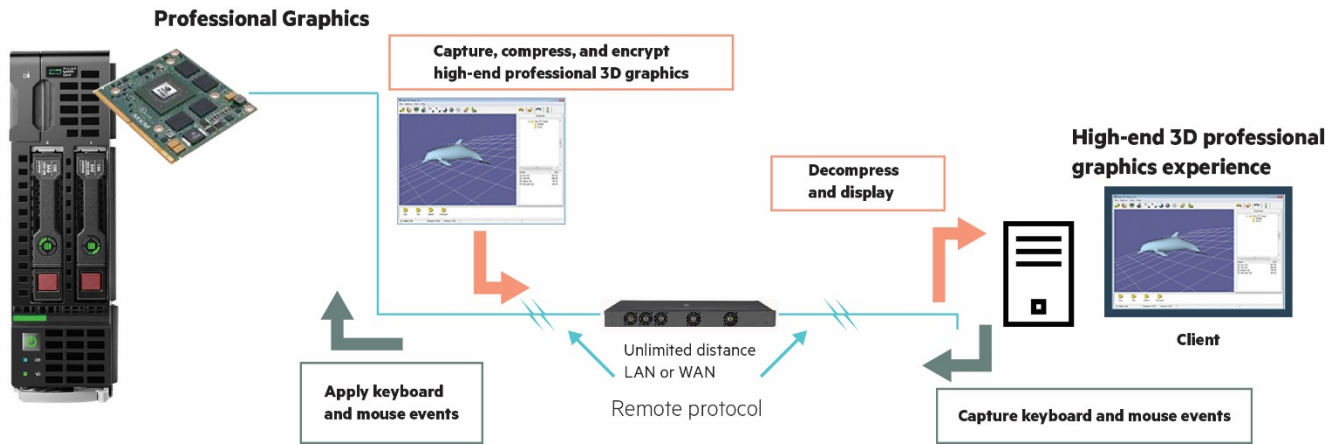 Professional Graphics
Capture, compress, and encrypt
high-end professional 3D graphics
High-end 3D professional
graphics experience
Decompress
and display
MXM
Client
Unlimited distance
LAN or WAN
Remote protocol
Apply keyboard
and mouse events
Capture keyboard and mouse events